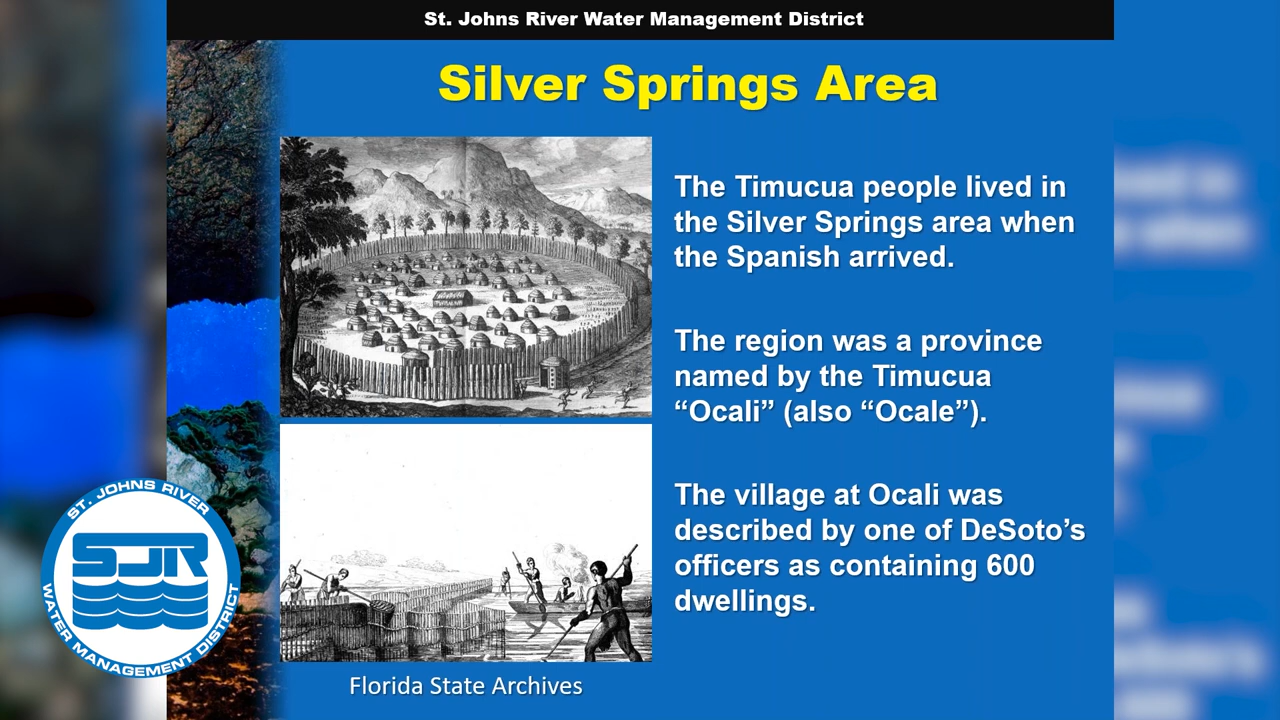 St. Johns River Water Management District
Silver Springs Area
The Timucua people lived in
the Silver Springs area when
the Spanish arrived.
The region was a province
named by the Timucua
“Ocali” (also “Ocale”).
The village at Ocali was
described by one of DeSoto’s
officers as containing 600
dwellings.
Florida State Archives
ST. JOHNS RIVER
SJR
WATER MANAGEMENT DISTRICT